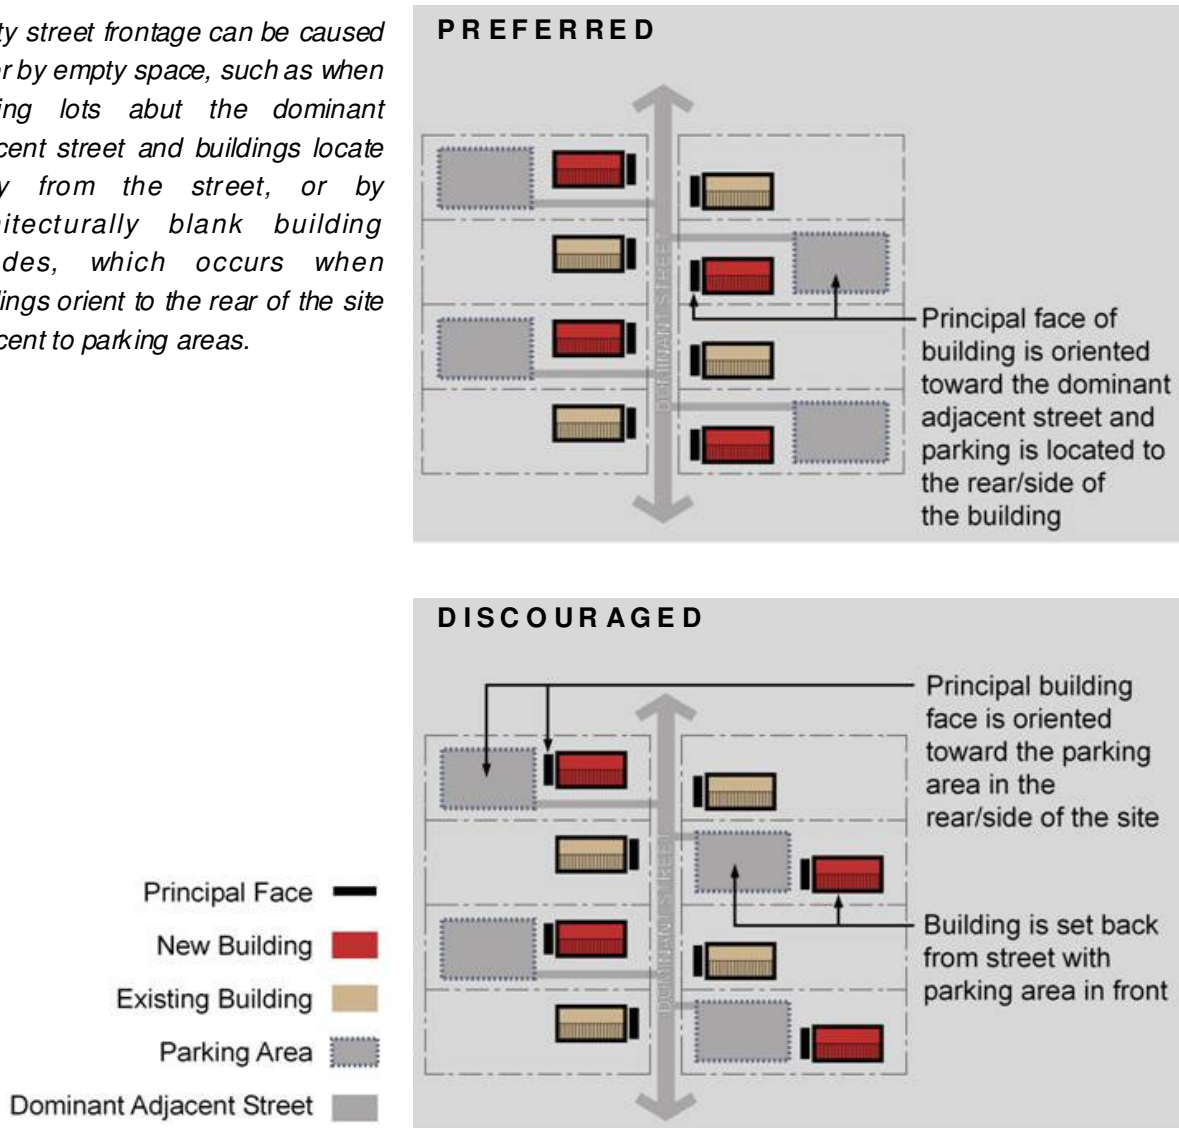 ty street frontage can be caused
r by empty space, such as when
ing lots abut the dominant
cent street and buildings locate
y from the street, or by
itecturally blank building
des, which occurs when
dings orient to the rear of the site
cent to parking areas.
PREFERRED
DOMINANT STREET
Principal face of
building is oriented
toward the dominant
adjacent street and
parking is located to
the rear/side of
the building
DISCOURAGED
DOMINANT STREET
Principal building
face is oriented
toward the parking
area in the
rear/side of the site
Building is set back
from street with
parking area in front
Principal Face
New Building
Existing Building
Parking Area
Dominant Adjacent Street